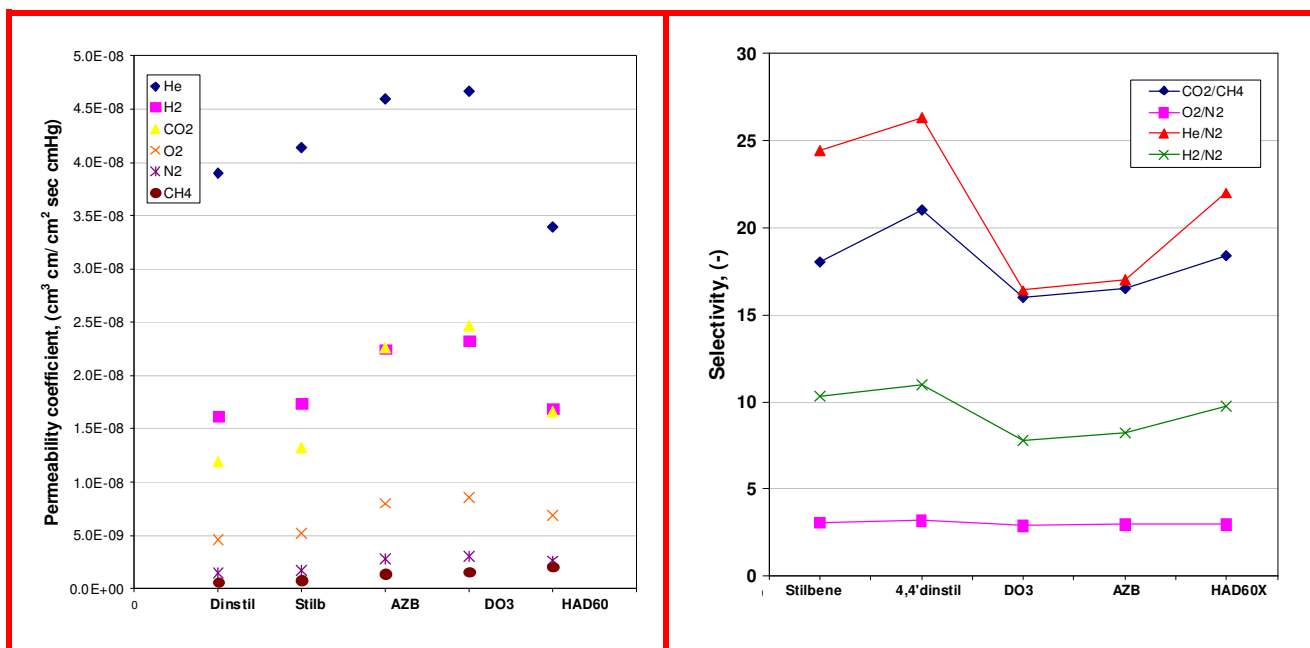 Permeability coefficient, (cm³ cm/ cm² sec cmHg)
5.0E-08
4.5E-08
4.0E-08
3.5E-08
3.0E-08
2.5E-08
2.0E-08
1.5E-08
1.0E-08
5.0E-09
0.0E+00
He
H2
CO2
O2
N2
CH4
0 Dinstil Stilb AZB DO3 HAD60
Selectivity, (-)
30
25
20
15
10
5
0
CO2/CH4
O2/N2
He/N2
H2/N2
Stilbene 4,4'dinstil DO3 AZB HAD60X